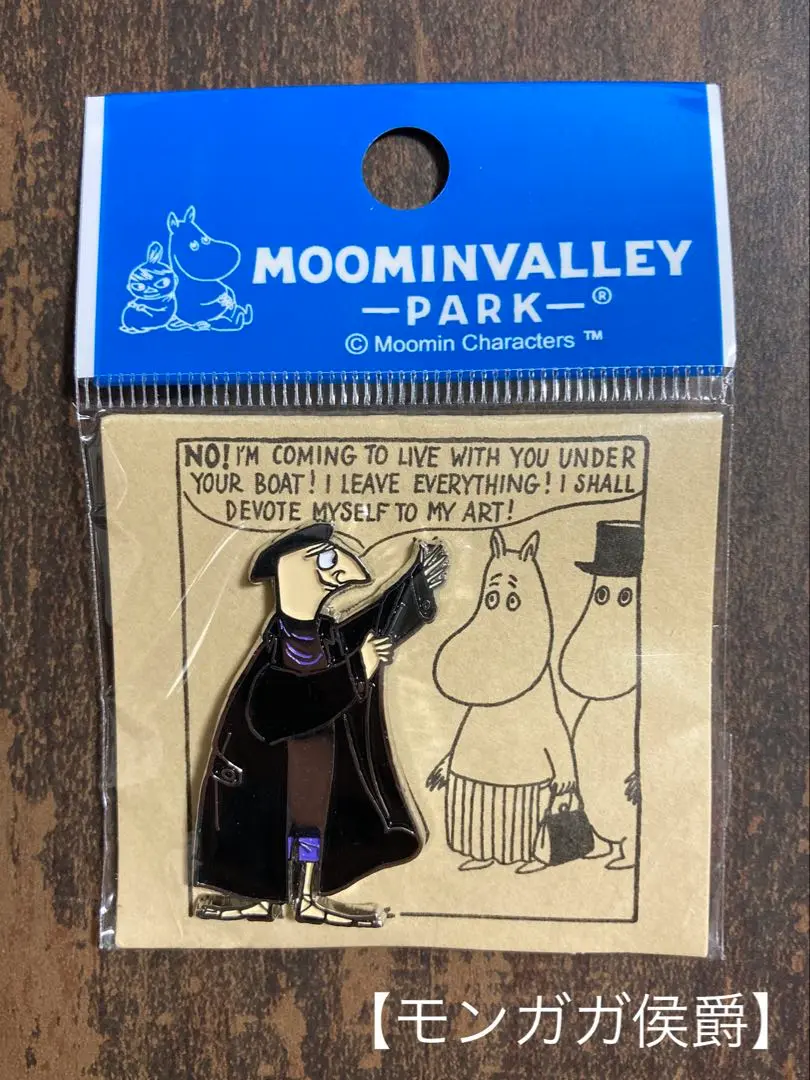 MOOMINVALLEY
—PARK—®
© Moomin Characters ™
NO! I'M COMING TO LIVE WITH YOU UNDER
YOUR BOAT! I LEAVE EVERYTHING! I SHALL
DEVOTE MYSELF TO MY ART!
【モンガガ侯爵】